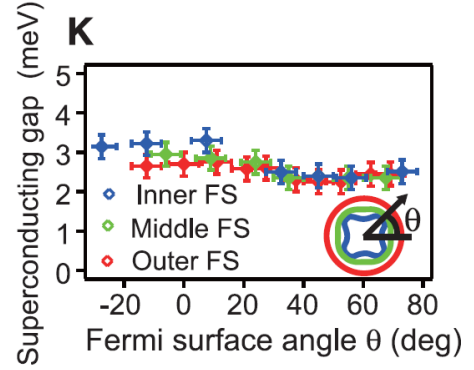 K
Superconducting gap (meV)
5
4
3
2
1
0
Inner FS
Middle FS
Outer FS
θ
-20 0 20 40 60 80
Fermi surface angle θ (deg)